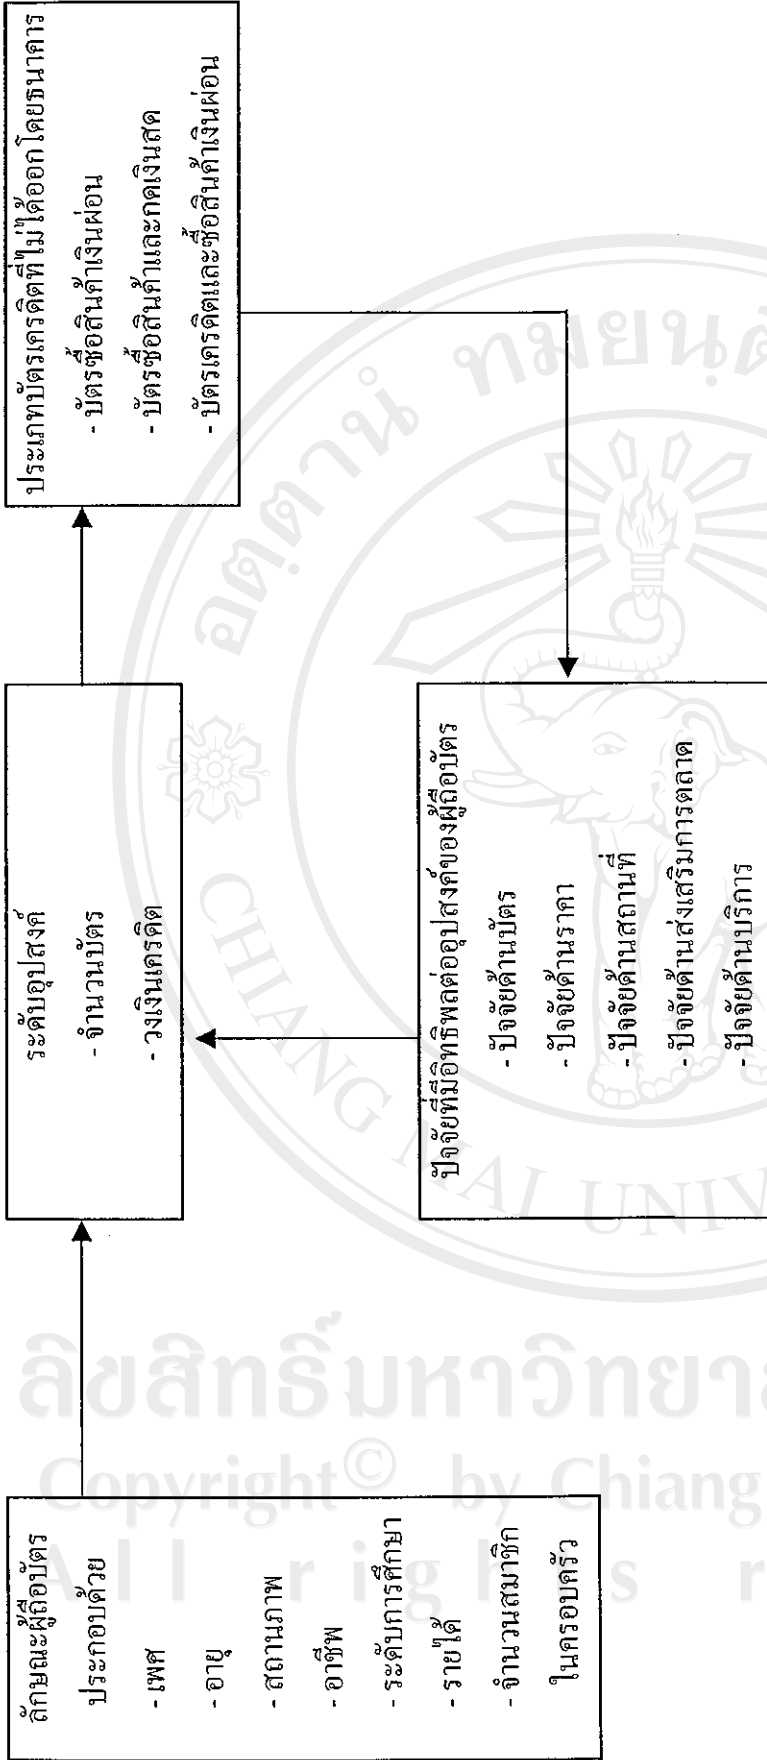 ลักษณะผู้ถือบัตร
ประกอบด้วย
- เพศ
- อายุ
- สถานภาพ
- อาชีพ
- ระดับการศึกษา
- รายได้
- จำนวนสมาชิก
ในครอบครัว
ระดับอุปสงค์
- จำนวนบัตร
- วงเงินเครดิต
ประเภทบัตรเครดิตที่ไม่ได้ออกโดยธนาคาร
- บัตรซื้อสินค้าเงินผ่อน
- บัตรซื้อสินค้าและกดเงินสด
- บัตรเครดิตและซื้อสินค้าเงินผ่อน
ปัจจัยที่มีอิทธิพลต่ออุปสงค์ของผู้ถือบัตร
- ปัจจัยด้านบัตร
- ปัจจัยด้านราคา
- ปัจจัยด้านสถานที่
- ปัจจัยด้านส่งเสริมการตลาด
- ปัจจัยด้านบริการ
อตฺตานํ ทมยนฺติ
CHIANG MAI UNIV
ลิขสิทธิ์มหาวิทยาล
Copyright© by Chiang
All rights r